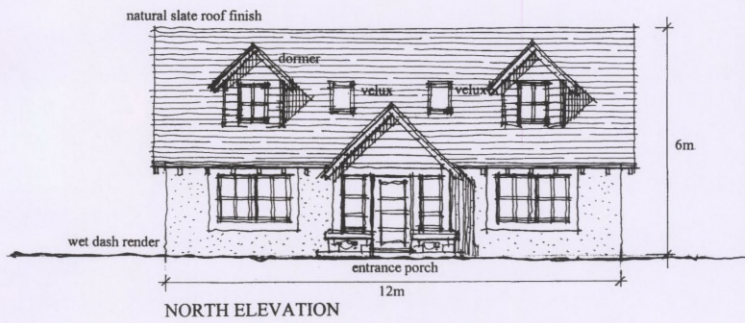 natural slate roof finish
dormer
velux
velux
6m
wet dash render
entrance porch
12m
NORTH ELEVATION